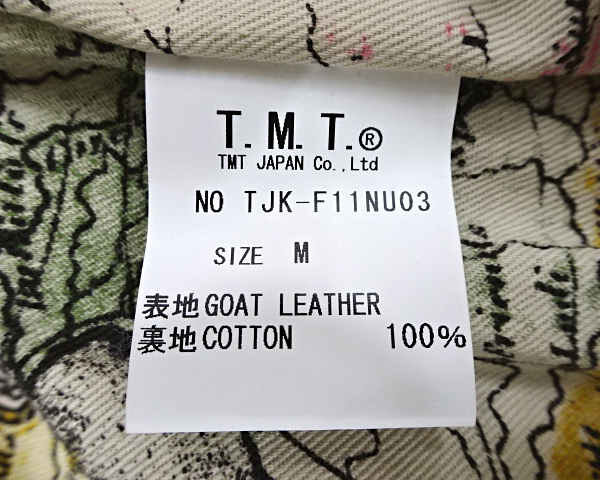 T.M.T.®
TMT JAPAN Co.,Ltd
NO TJK-F11NU03
SIZE M
表地GOAT LEATHER
裏地COTTON 100%